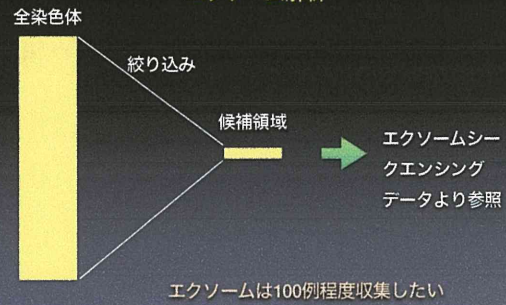 全染色体
絞り込み
候補領域
エクソームシー
クエンシング
データより参照
エクソームは100例程度収集したい